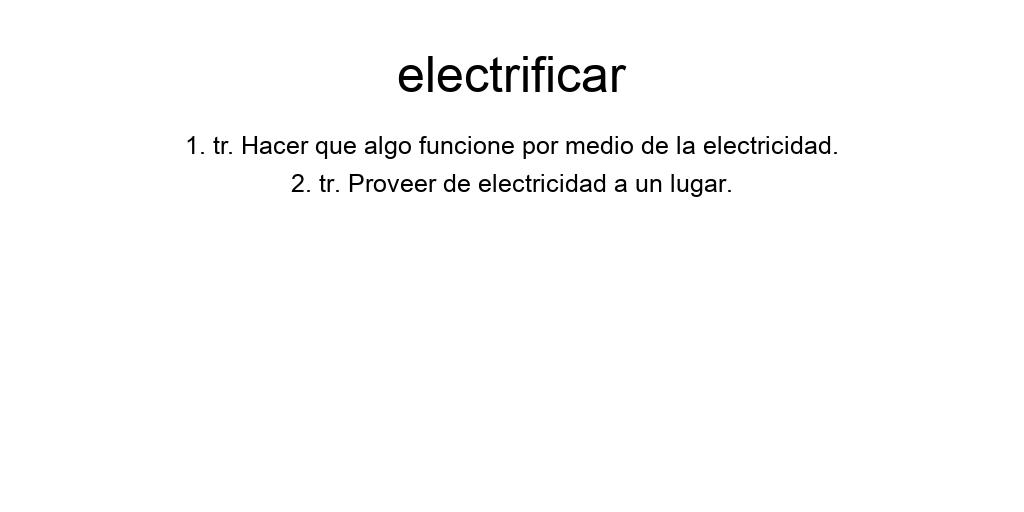 electrificar
1. tr. Hacer que algo funcione por medio de la electricidad.
2. tr. Proveer de electricidad a un lugar.